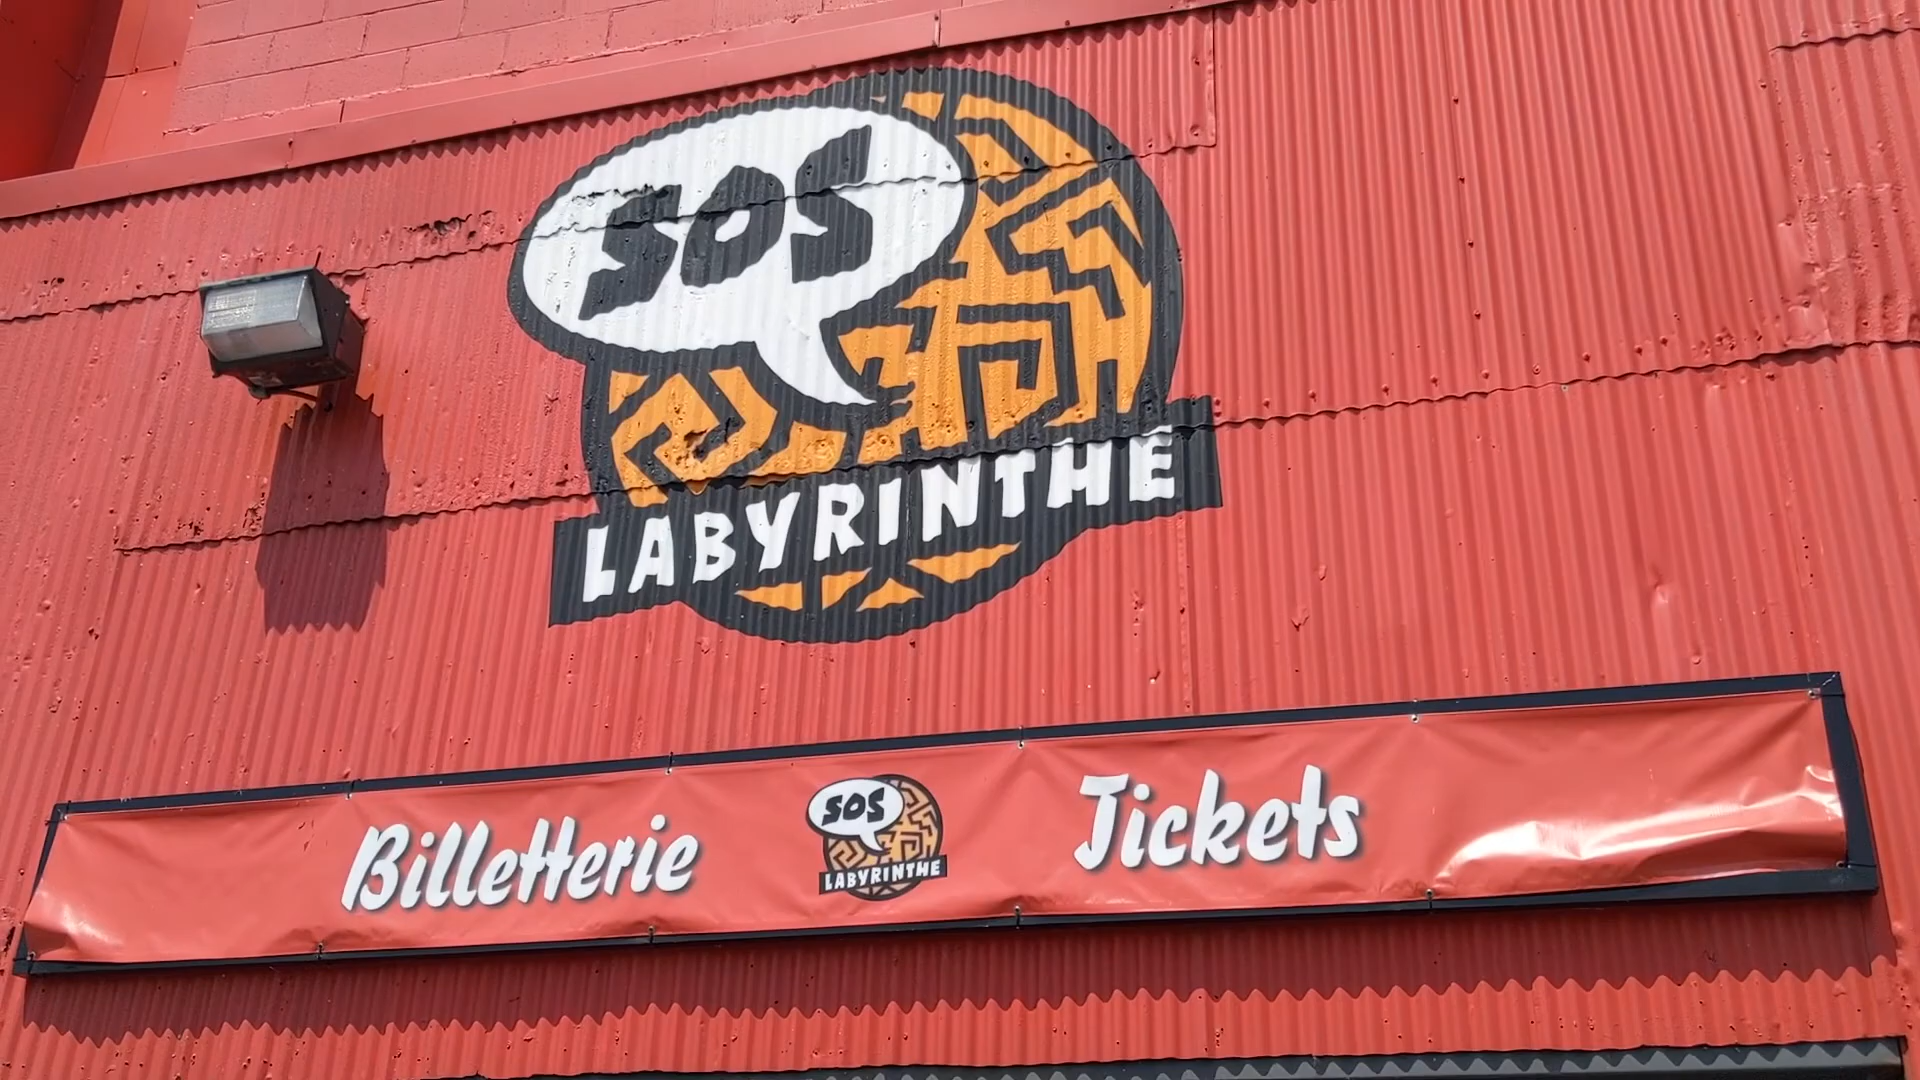 SOS
LABYRINTHE
Billetterie
SOS
LABYRINTHE
Tickets